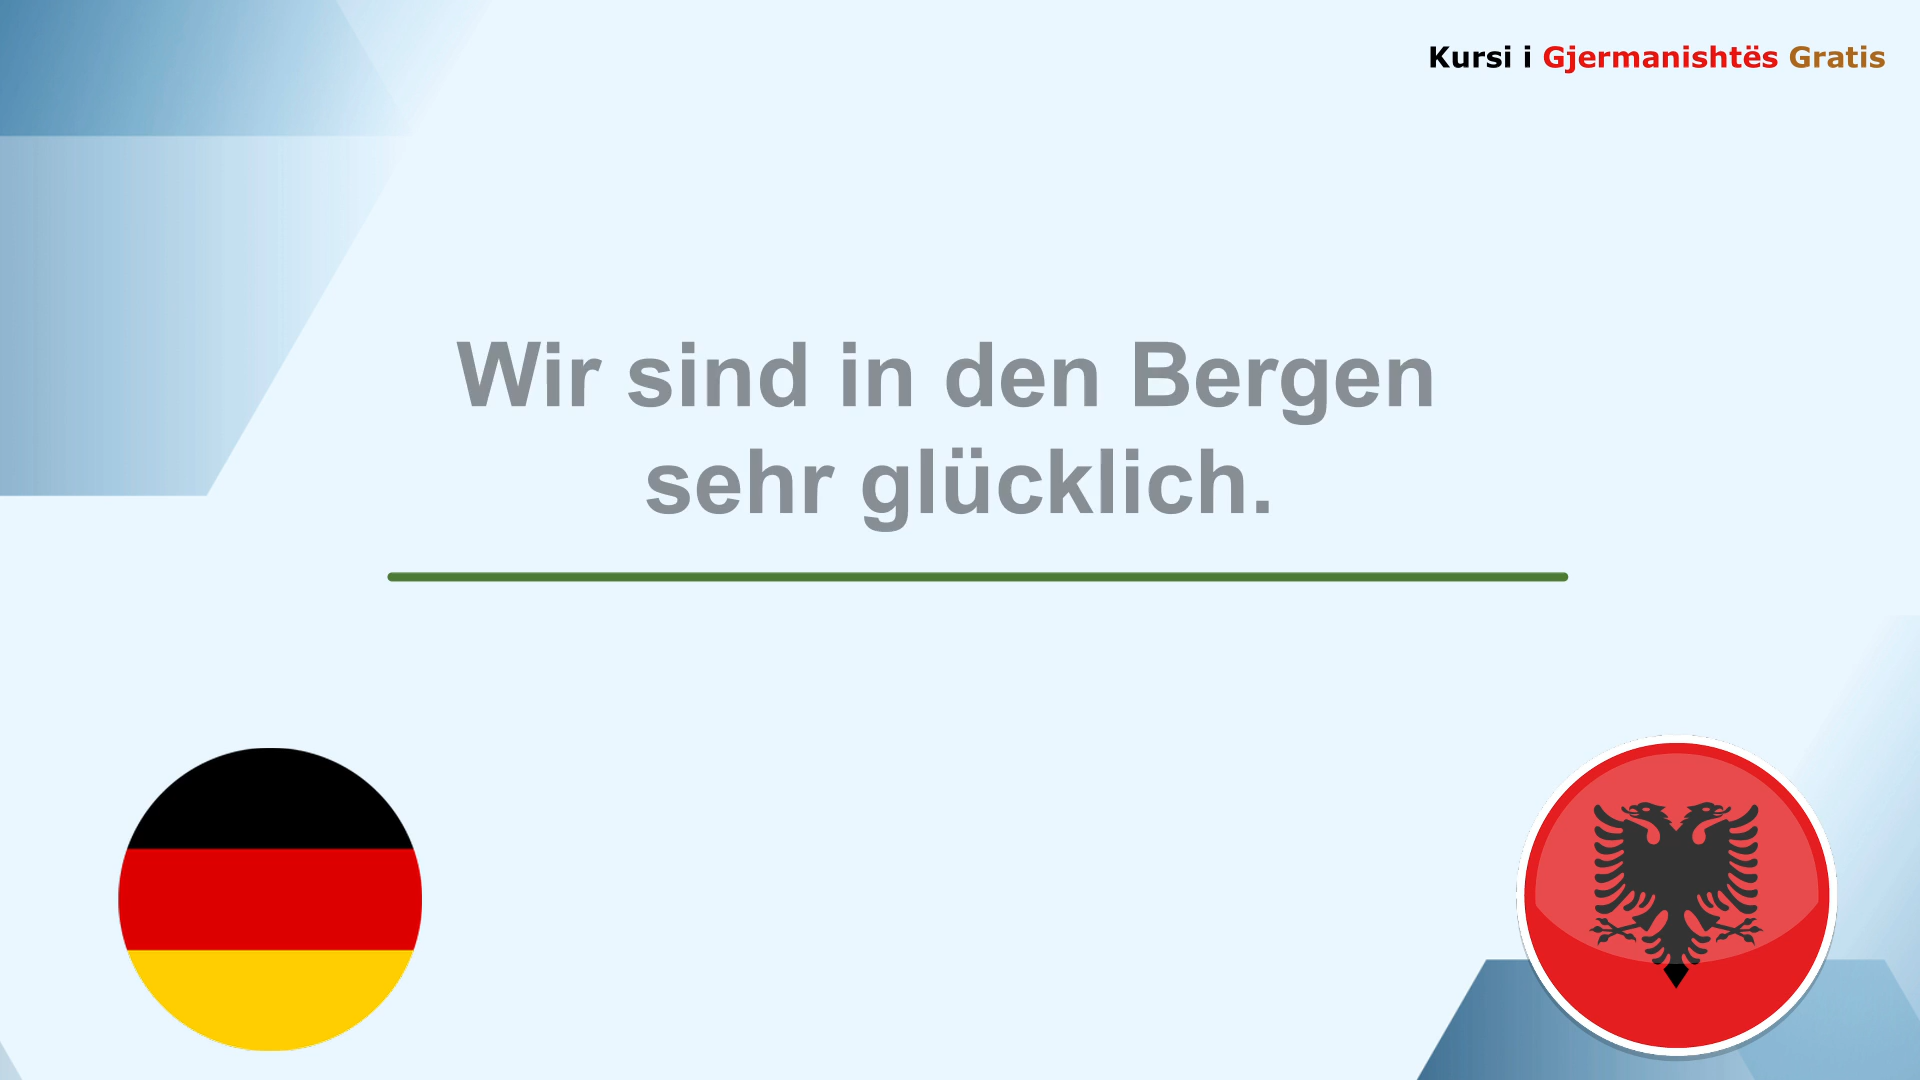 Kursi i Gjermanishtës Gratis
Wir sind in den Bergen
sehr glücklich.